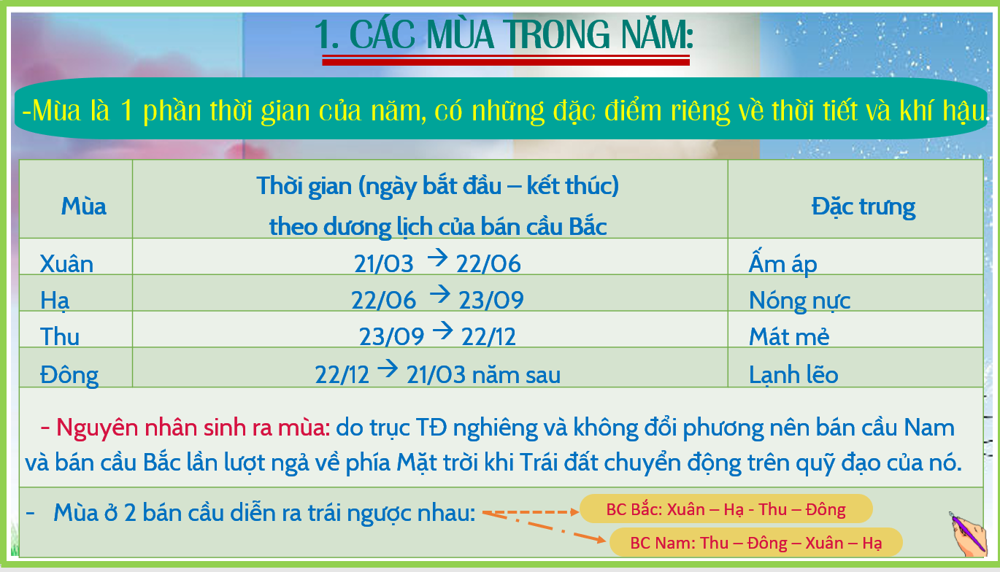 1. CÁC MÙA TRONG NĂM:
-Mùa là 1 phần thời gian của năm, có những đặc điểm riêng về thời tiết và khí hậu.
Mùa
Thời gian (ngày bắt đầu – kết thúc)
theo dương lịch của bán cầu Bắc
Đặc trưng
Xuân 21/03 → 22/06 Ấm áp
Hạ 22/06 → 23/09 Nóng nực
Thu 23/09 → 22/12 Mát mẻ
Đông 22/12 → 21/03 năm sau Lạnh lẽo
- Nguyên nhân sinh ra mùa: do trục TĐ nghiêng và không đổi phương nên bán cầu Nam
và bán cầu Bắc lần lượt ngả về phía Mặt trời khi Trái đất chuyển động trên quỹ đạo của nó.
- Mùa ở 2 bán cầu diễn ra trái ngược nhau:
BC Bắc: Xuân – Hạ - Thu – Đông
BC Nam: Thu – Đông – Xuân – Hạ